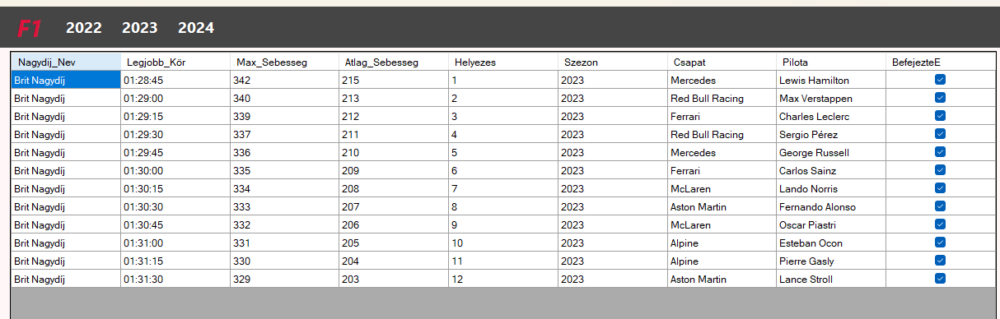 F1 2022 2023 2024
Nagydij_Nev Legjobb_Kör Max_Sebesseg Atlag_Sebesseg Helyezes Szezon Csapat Pilota BefejezteE
Brit Nagydíj 01:28:45 342 215 1 2023 Mercedes Lewis Hamilton
Brit Nagydíj 01:29:00 340 213 2 2023 Red Bull Racing Max Verstappen
Brit Nagydíj 01:29:15 339 212 3 2023 Ferrari Charles Leclerc
Brit Nagydíj 01:29:30 337 211 4 2023 Red Bull Racing Sergio Pérez
Brit Nagydíj 01:29:45 336 210 5 2023 Mercedes George Russell
Brit Nagydíj 01:30:00 335 209 6 2023 Ferrari Carlos Sainz
Brit Nagydíj 01:30:15 334 208 7 2023 McLaren Lando Norris
Brit Nagydíj 01:30:30 333 207 8 2023 Aston Martin Fernando Alonso
Brit Nagydíj 01:30:45 332 206 9 2023 McLaren Oscar Piastri
Brit Nagydíj 01:31:00 331 205 10 2023 Alpine Esteban Ocon
Brit Nagydíj 01:31:15 330 204 11 2023 Alpine Pierre Gasly
Brit Nagydíj 01:31:30 329 203 12 2023 Aston Martin Lance Stroll